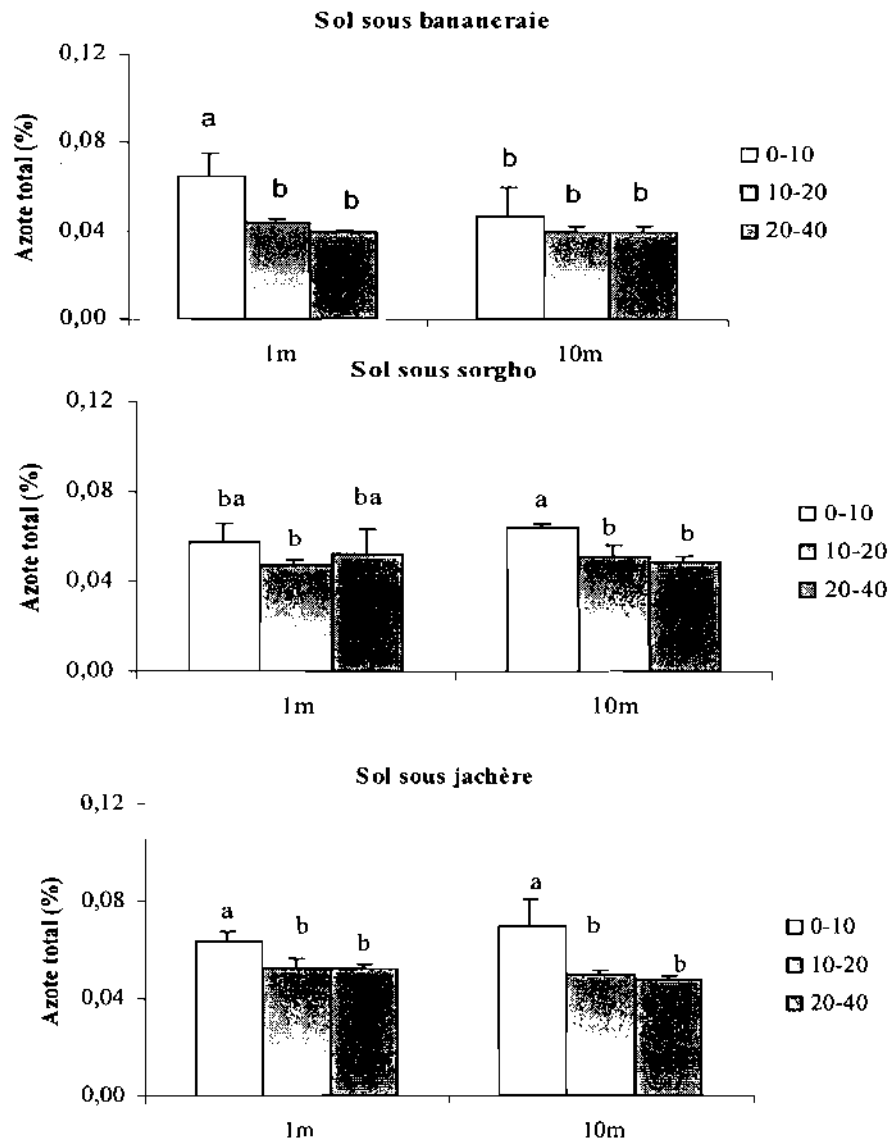 Sol sous bananeraie
0,12
0,08
0,04
0,00
Azote total (%)
a
b
b
b
b
b
1m
10m
0-10
10-20
20-40
Sol sous sorgho
0,12
0,08
0,04
0,00
Azote total (%)
ba
b
ba
a
b
b
1m
10m
0-10
10-20
20-40
Sol sous jachère
0,12
0,08
0,04
0,00
Azote total (%)
a
b
b
a
b
b
1m
10m
0-10
10-20
20-40